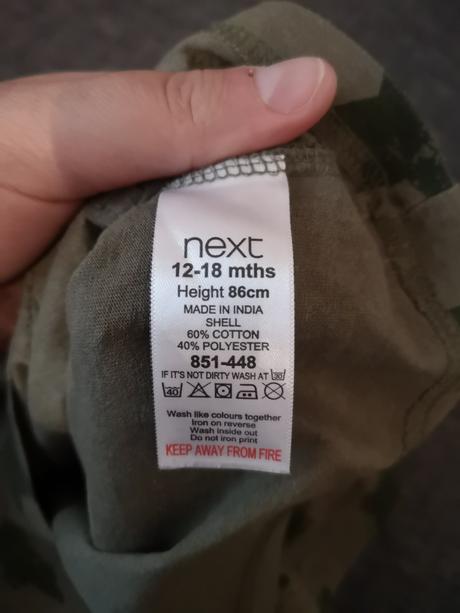 next
12-18 mths
Height 86cm
MADE IN INDIA
SHELL
60% COTTON
40% POLYESTER
851-448
IF IT'S NOT DIRTY WASH AT 30
40
Wash like colours together
Iron on reverse
Wash inside out
Do not iron print
KEEP AWAY FROM FIRE